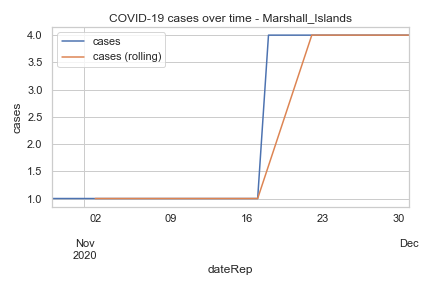 COVID-19 cases over time - Marshall_Islands
cases
cases (rolling)
4.0
3.5
3.0
2.5
2.0
1.5
1.0
cases
02 09 16 23 30
Nov Dec
2020
dateRep